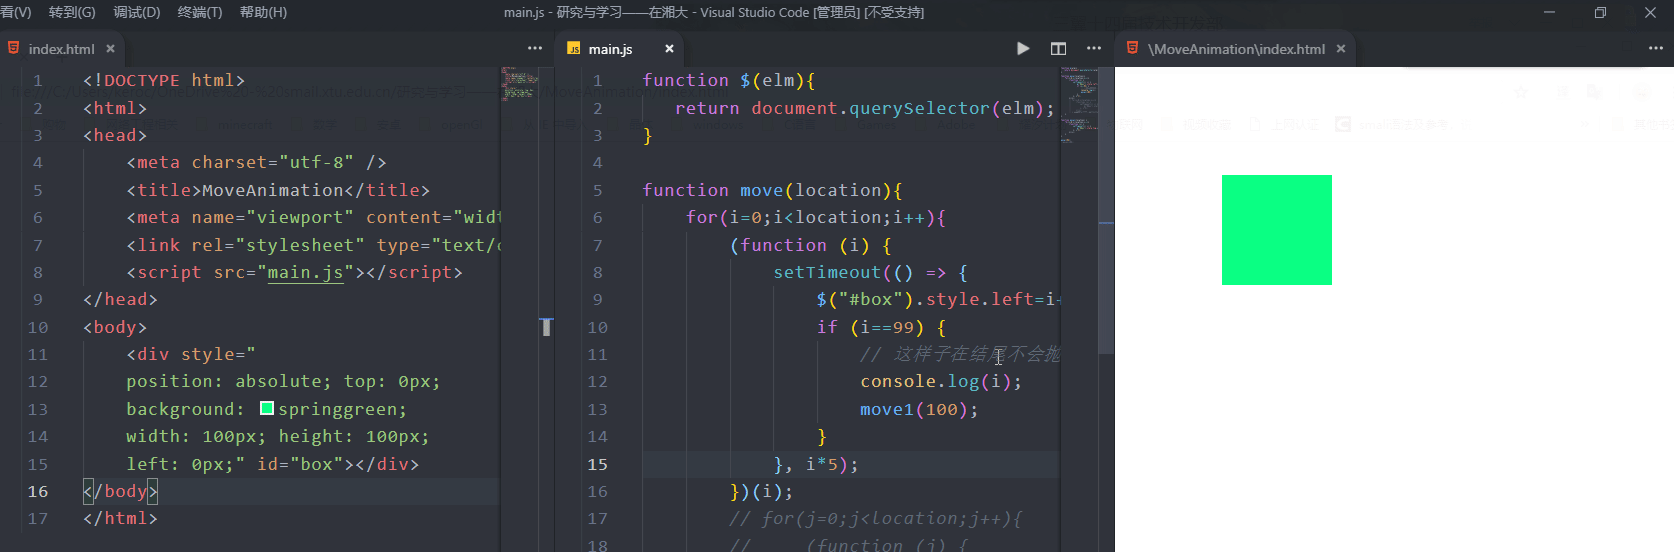 看(V) 转到(G) 调试(D) 终端(T) 帮助(H) main.js - 研究与学习——在湘大 - Visual Studio Code [管理员] [不受支持]
index.html
1 <!DOCTYPE html>
2 <html>
3 <head>
4 <meta charset="utf-8" />
5 <title>MoveAnimation</title>
6 <meta name="viewport" content="widt
7 <link rel="stylesheet" type="text/c
8 <script src="main.js"></script>
9 </head>
10 <body>
11 <div style="
12 position: absolute; top: 0px;
13 background: springgreen;
14 width: 100px; height: 100px;
15 left: 0px;" id="box"></div>
16 </body>
17 </html>
JS main.js
1 function $(elm){
2 return document.querySelector(elm);
3 }
4
5 function move(location){
6 for(i=0;i<location;i++){
7 (function (i) {
8 setTimeout(() => {
9 $("#box").style.left=i+
10 if (i==99) {
11 // 这样子在结尾不会抛
12 console.log(i);
13 move1(100);
14 }
15 }, i*5);
16 })(i);
17 // for(j=0;j<location;j++){
18 // (function (j) {
\MoveAnimation\index.html